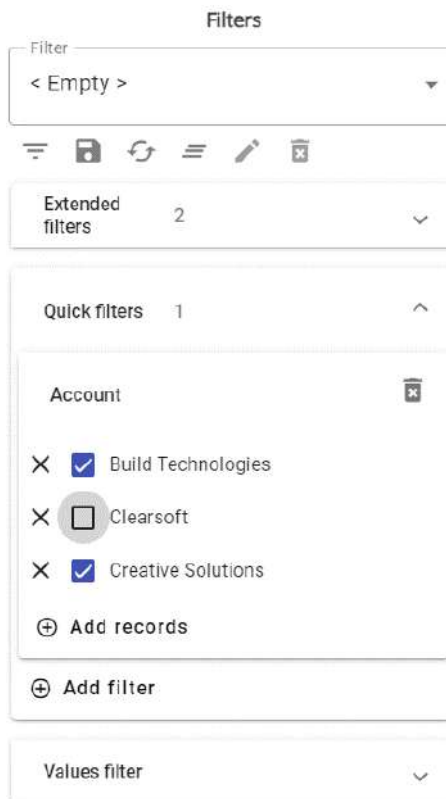 Filters
Filter
< Empty >
Extended
filters
2
Quick filters 1
Account
Build Technologies
Clearsoft
Creative Solutions
Add records
Add filter
Values filter